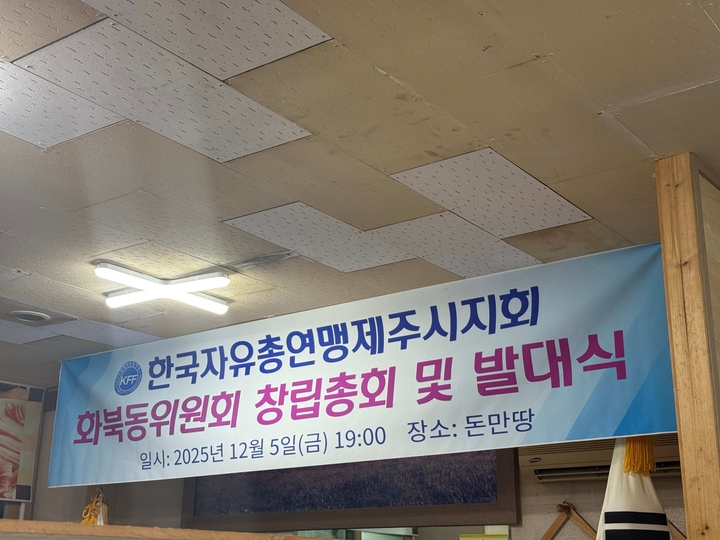 KFF 한국자유총연맹제주시지회
화북동위원회 창립총회 및 발대식
일시: 2025년 12월 5일(금) 19:00 장소: 돈만땅